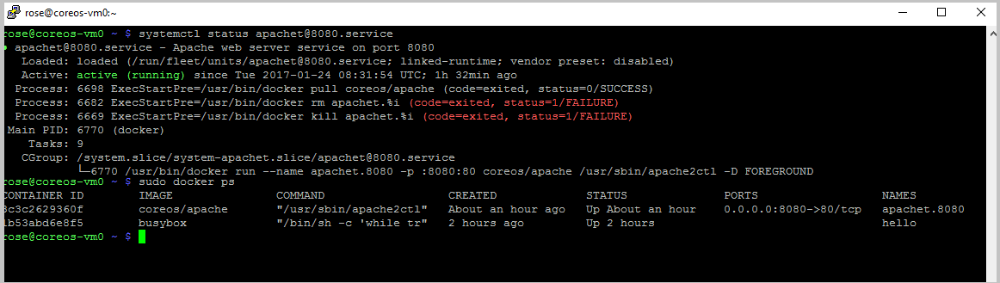 rose@coreos-vm0:~
rose@coreos-vm0 ~ $ systemctl status apachet@8080.service
● apachet@8080.service - Apache web server service on port 8080
Loaded: loaded (/run/fleet/units/apachet@8080.service; linked-runtime; vendor preset: disabled)
Active: active (running) since Tue 2017-01-24 08:31:54 UTC; 1h 32min ago
Process: 6698 ExecStartPre=/usr/bin/docker pull coreos/apache (code=exited, status=0/SUCCESS)
Process: 6682 ExecStartPre=/usr/bin/docker rm apachet.%i (code=exited, status=1/FAILURE)
Process: 6669 ExecStartPre=/usr/bin/docker kill apachet.%i (code=exited, status=1/FAILURE)
Main PID: 6770 (docker)
Tasks: 9
CGroup: /system.slice/system-apachet.slice/apachet@8080.service
└─6770 /usr/bin/docker run --name apachet.8080 -p :8080:80 coreos/apache /usr/sbin/apache2ctl -D FOREGROUND
rose@coreos-vm0 ~ $ sudo docker ps
CONTAINER ID IMAGE COMMAND CREATED STATUS PORTS NAMES
3c3c2629360f coreos/apache "/usr/sbin/apache2ctl" About an hour ago Up About an hour 0.0.0.0:8080->80/tcp apachet.8080
1b53abd6e8f5 busybox "/bin/sh -c 'while tr" 2 hours ago Up 2 hours hello
rose@coreos-vm0 ~ $